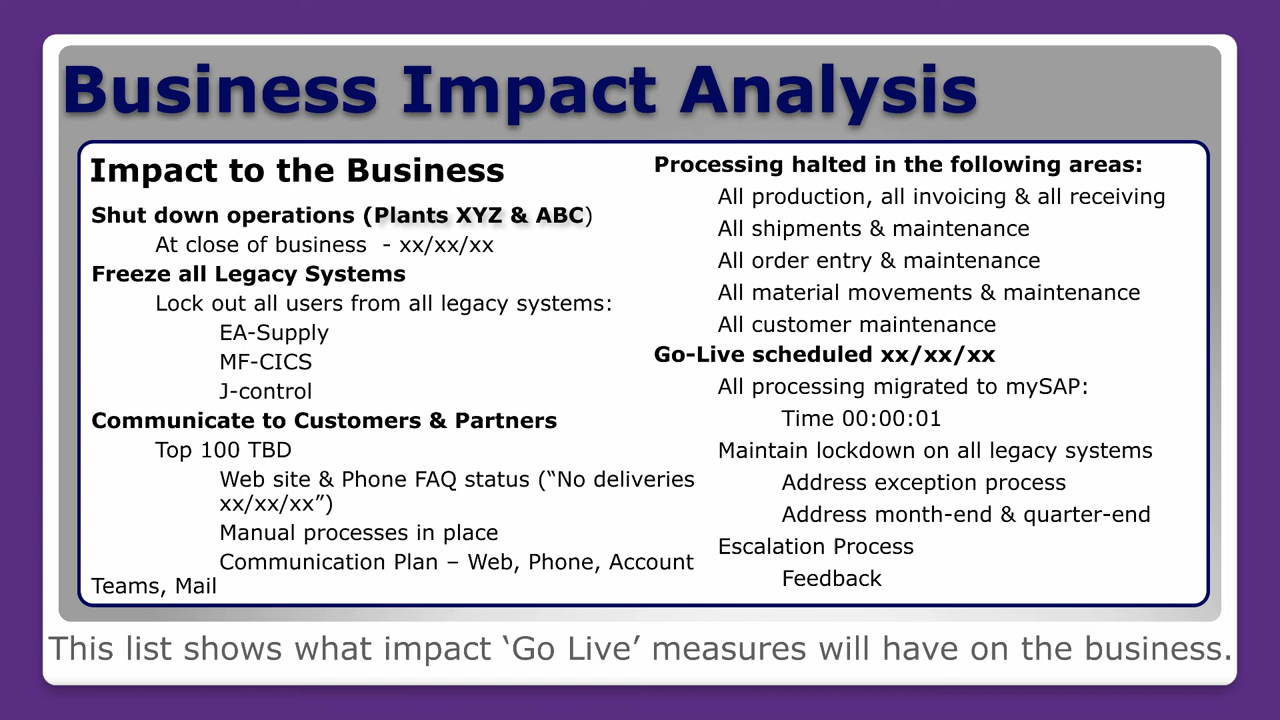 Business Impact Analysis
Impact to the Business
Shut down operations (Plants XYZ & ABC)
At close of business - xx/xx/xx
Freeze all Legacy Systems
Lock out all users from all legacy systems:
EA-Supply
MF-CICS
J-control
Communicate to Customers & Partners
Top 100 TBD
Web site & Phone FAQ status (“No deliveries
xx/xx/xx”)
Manual processes in place
Communication Plan – Web, Phone, Account
Teams, Mail
Processing halted in the following areas:
All production, all invoicing & all receiving
All shipments & maintenance
All order entry & maintenance
All material movements & maintenance
All customer maintenance
Go-Live scheduled xx/xx/xx
All processing migrated to mySAP:
Time 00:00:01
Maintain lockdown on all legacy systems
Address exception process
Address month-end & quarter-end
Escalation Process
Feedback
This list shows what impact ‘Go Live’ measures will have on the business.